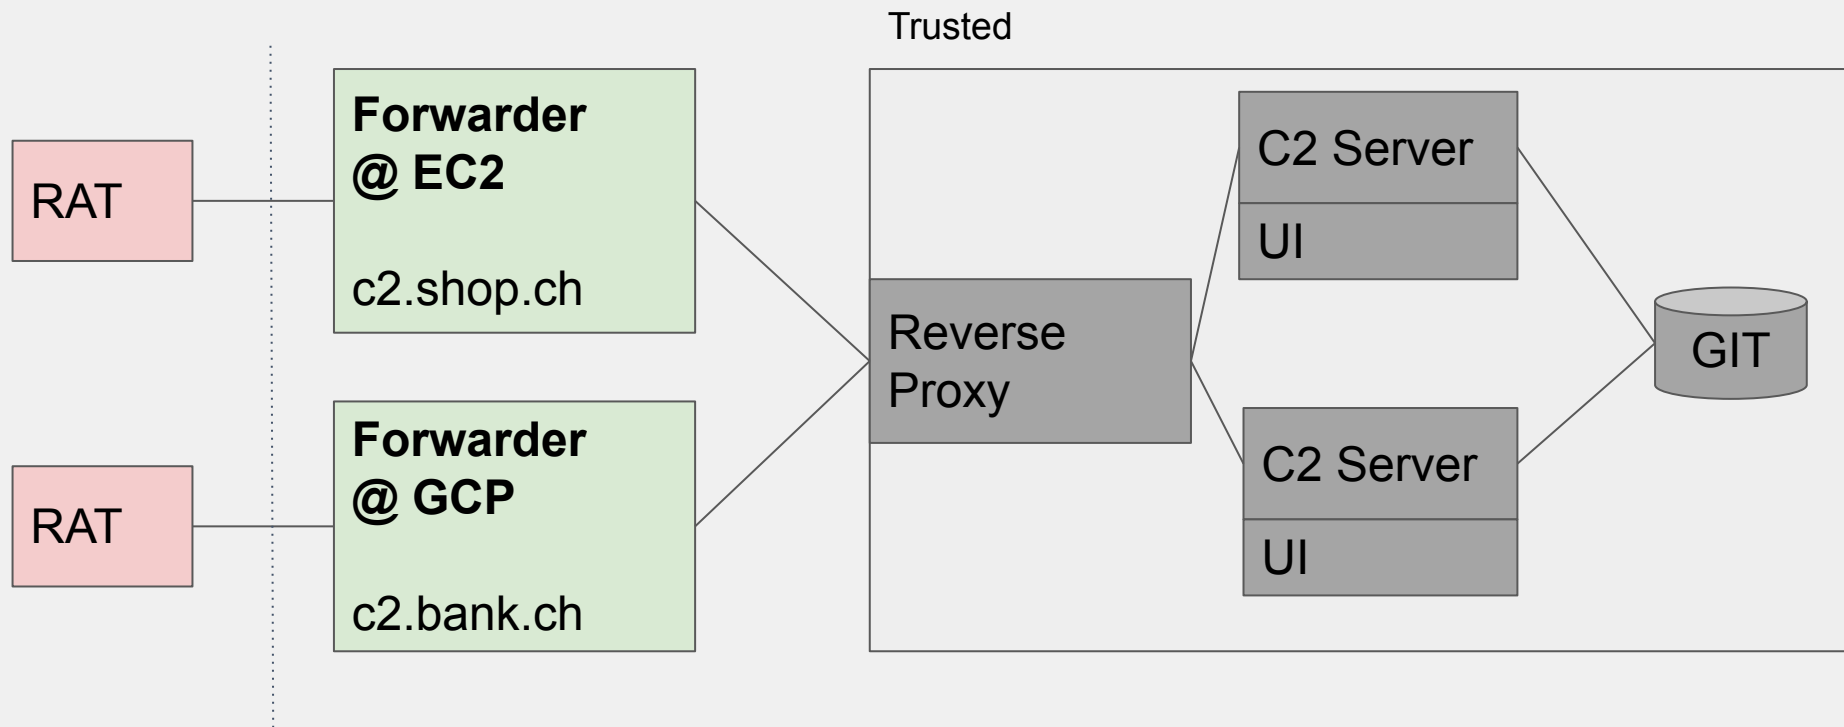 Trusted
RAT
Forwarder
@ EC2
c2.shop.ch
RAT
Forwarder
@ GCP
c2.bank.ch
Reverse
Proxy
C2 Server
UI
C2 Server
UI
GIT